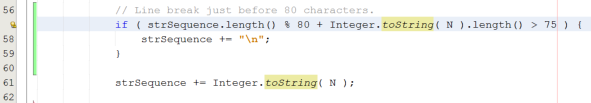 56 // Line break just before 80 characters.
if ( strSequence.length() % 80 + Integer.toString( N ).length() > 75 ) {
58 strSequence += "\n";
59 }
60
61 strSequence += Integer.toString( N );
62